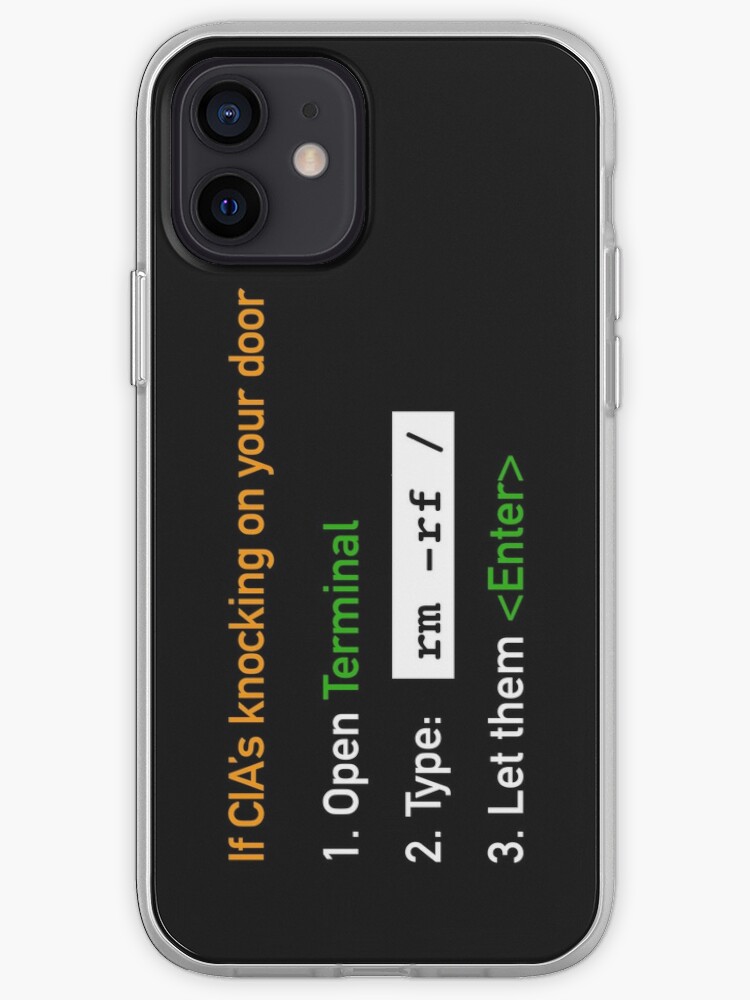 If CIA's knocking on your door
1. Open Terminal
2. Type: rm -rf /
3. Let them <Enter>